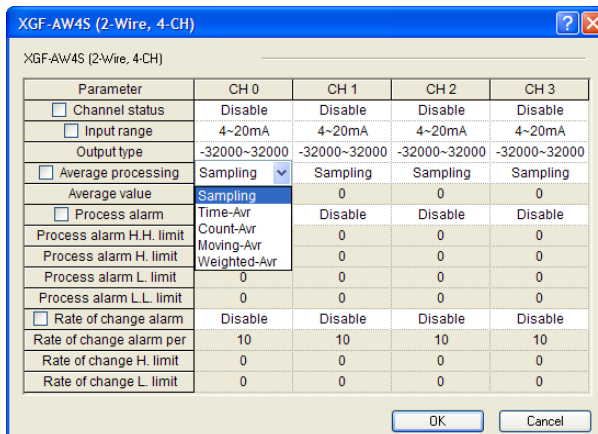 XGF-AW4S (2-Wire, 4-CH)
XGF-AW4S (2-Wire, 4-CH)
Parameter CH 0 CH 1 CH 2 CH 3
Channel status Disable Disable Disable Disable
Input range 4~20mA 4~20mA 4~20mA 4~20mA
Output type -32000~32000 -32000~32000 -32000~32000 -32000~32000
Average processing Sampling Sampling Sampling Sampling
Average value Sampling 0 0 0
Process alarm Time-Avr Disable Disable Disable
Process alarm H.H. limit Count-Avr 0 0 0
Process alarm H. limit Moving-Avr 0 0 0
Weighted-Avr
Process alarm L. limit 0 0 0 0
Process alarm L.L. limit 0 0 0 0
Rate of change alarm Disable Disable Disable Disable
Rate of change alarm per 10 10 10 10
Rate of change H. limit 0 0 0 0
Rate of change L. limit 0 0 0 0
OK Cancel